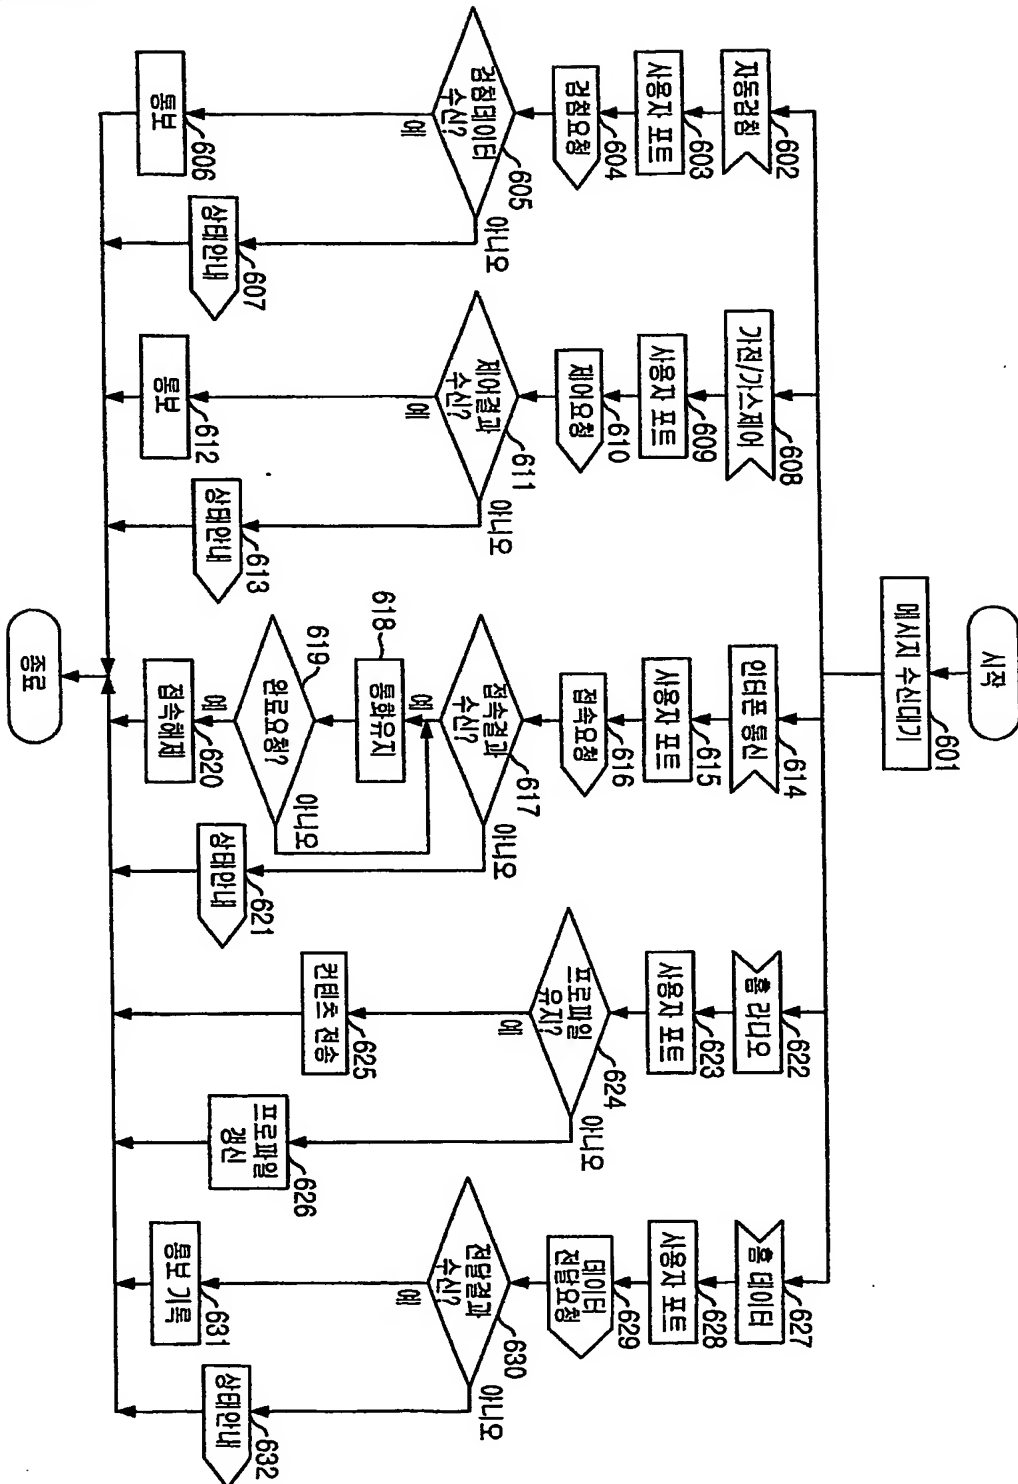 시작
메시지 수신대기
601
자동검침
602
사용자 포트
603
검침요청
604
검침데이터
수신?
605
예
아니오
통보
606
상태안내
607
가전/가스제어
608
사용자 포트
609
제어요청
610
제어결과
수신?
611
예
아니오
통보
612
상태안내
613
인터폰 통신
614
사용자 포트
615
접속요청
616
접속결과
수신?
617
예
아니오
통화유지
618
완료요청?
619
예
아니오
접속해제
620
상태안내
621
홈 라디오
622
사용자 포트
623
프로파일
유지?
624
예
아니오
컨텐츠 전송
625
프로파일
갱신
626
홈 데이터
627
사용자 포트
628
데이터
전달요청
629
전달결과
수신?
630
예
아니오
통보 기록
631
상태안내
632
종료